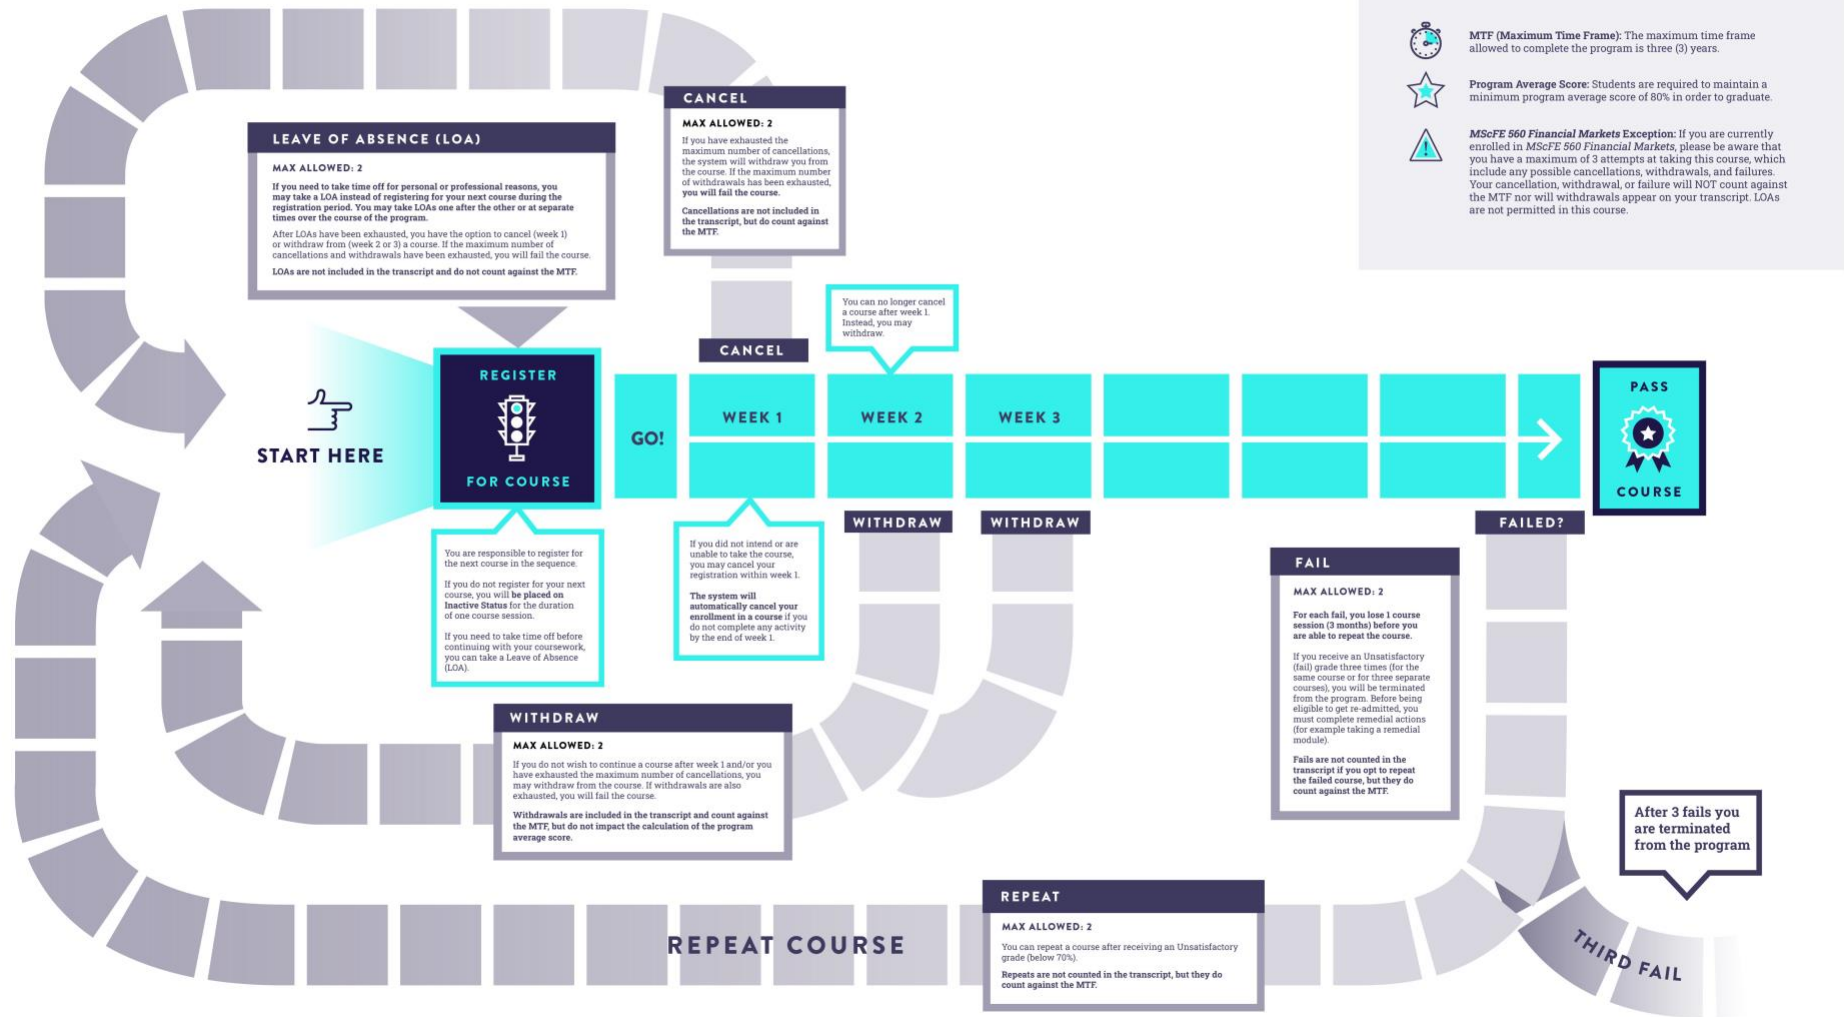 MTF (Maximum Time Frame): The maximum time frame
allowed to complete the program is three (3) years.
Program Average Score: Students are required to maintain a
minimum program average score of 80% in order to graduate.
MScFE 560 Financial Markets Exception: If you are currently
enrolled in MScFE 560 Financial Markets, please be aware that
you have a maximum of 3 attempts at taking this course, which
include any possible cancellations, withdrawals, and failures.
Your cancellation, withdrawal, or failure will NOT count against
the MTF nor will withdrawals appear on your transcript. LOAs
are not permitted in this course.
CANCEL
MAX ALLOWED: 2
If you have exhausted the
maximum number of cancellations,
the system will withdraw you from
the course. If the maximum number
of withdrawals has been exhausted,
you will fail the course.
Cancellations are not included in
the transcript, but do count against
the MTF.
LEAVE OF ABSENCE (LOA)
MAX ALLOWED: 2
If you need to take time off for personal or professional reasons, you
may take a LOA instead of registering for your next course during the
registration period. You may take LOAs one after the other or at separate
times over the course of the program.
After LOAs have been exhausted, you have the option to cancel (week 1)
or withdraw from (week 2 or 3) a course. If the maximum number of
cancellations and withdrawals have been exhausted, you will fail the course.
LOAs are not included in the transcript and do not count against the MTF.
You can no longer cancel
a course after week 1.
Instead, you may
withdraw.
CANCEL
START HERE
REGISTER
FOR COURSE
GO!
WEEK 1
WEEK 2
WEEK 3
PASS
COURSE
You are responsible to register for
the next course in the sequence.
If you do not register for your next
course, you will be placed on
Inactive Status for the duration
of one course session.
If you need to take time off before
continuing with your coursework,
you can take a Leave of Absence
(LOA).
If you did not intend or are
unable to take the course,
you may cancel your
registration within week 1.
The system will
automatically cancel your
enrollment in a course if you
do not complete any activity
by the end of week 1.
WITHDRAW
WITHDRAW
FAILED?
FAIL
MAX ALLOWED: 2
For each fail, you lose 1 course
session (3 months) before you
are able to repeat the course.
If you receive an Unsatisfactory
(fail) grade three times (for the
same course or for three separate
courses), you will be terminated
from the program. Before being
eligible to get re-admitted, you
must complete remedial actions
(for example taking a remedial
module).
Fails are not counted in the
transcript if you opt to repeat
the failed course, but they do
count against the MTF.
WITHDRAW
MAX ALLOWED: 2
If you do not wish to continue a course after week 1 and/or you
have exhausted the maximum number of cancellations, you
may withdraw from the course. If withdrawals are also
exhausted, you will fail the course.
Withdrawals are included in the transcript and count against
the MTF, but do not impact the calculation of the program
average score.
After 3 fails you
are terminated
from the program
REPEAT COURSE
REPEAT
MAX ALLOWED: 2
You can repeat a course after receiving an Unsatisfactory
grade (below 70%).
Repeats are not counted in the transcript, but they do
count against the MTF.
THIRD FAIL